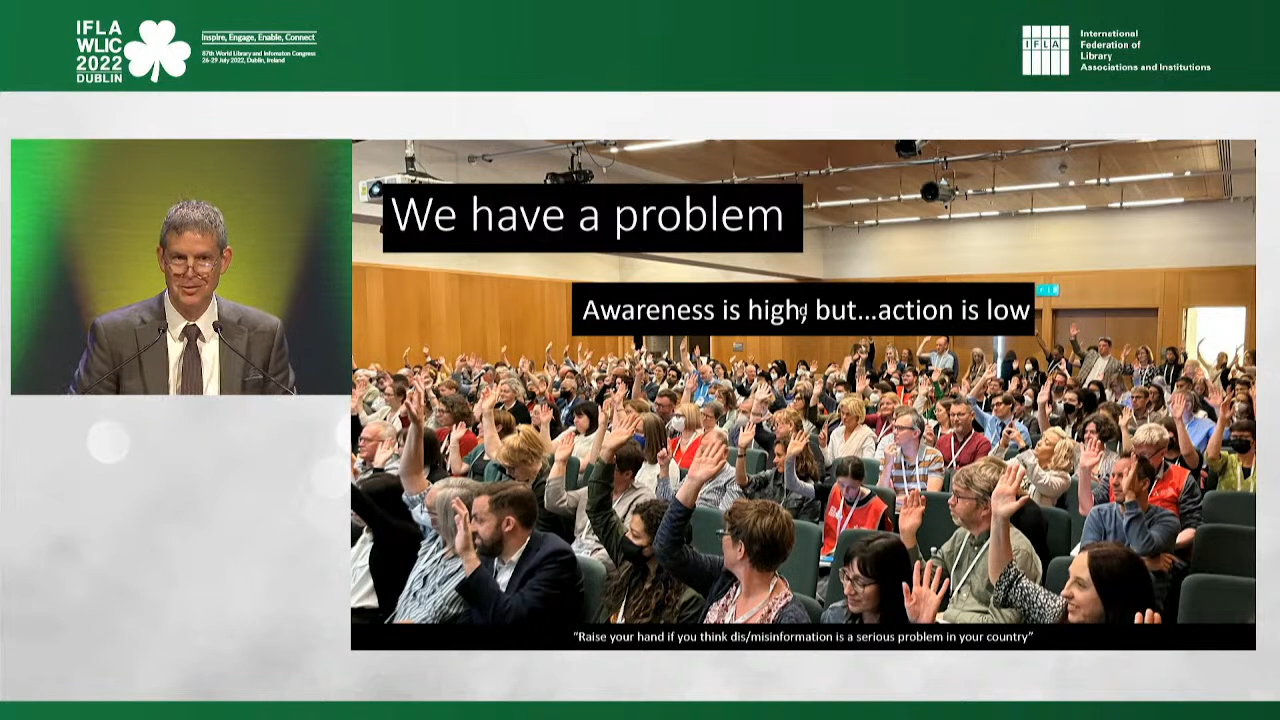 IFLA
WLIC
2022
DUBLIN
Inspire, Engage, Enable, Connect
87th World Library and Infomaton Congress
26-29 July 2022, Dublin, Ireland
IFLA
International
Federation of
Library
Associations and Institutions
We have a problem
Awareness is high, but...action is low
"Raise your hand if you think dis/misinformation is a serious problem in your country"